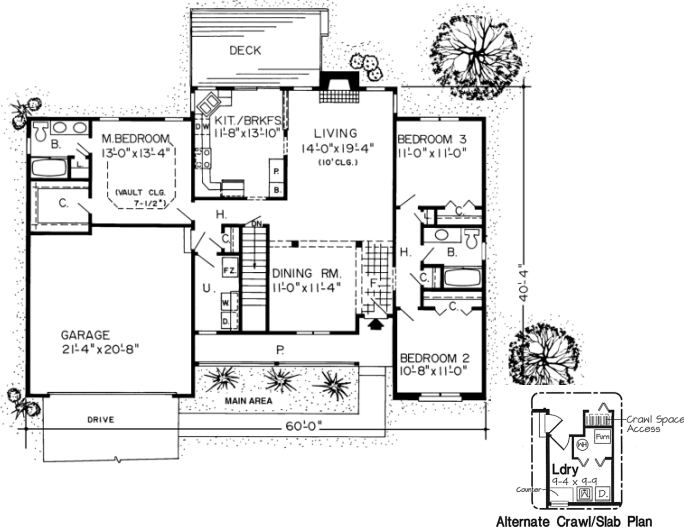 DECK
KIT./BRKFS.
11'-8"x13'-10"
D W
P.
B.
LIVING
14'-0"x19'-4"
(10' CLG.)
M.BEDROOM
13'-0"x13'-4"
(VAULT CLG.
7'-1/2")
B.
L.
C.
BEDROOM 3
11'-0"x11'-0"
C.
H.
DN
C.
FZ.
U.
W.
D.
DINING RM.
11'-0"x11'-4"
F.
H.
B.
C.
C.
GARAGE
21'-4"x20'-8"
P.
BEDROOM 2
10'-8"x11'-0"
40'-4"
MAIN AREA
DRIVE
60'-0"
Crawl Space
Access
Furn
WH
Ldry
9-4 x 9-9
Counter
W
D.
Alternate Crawl/Slab Plan